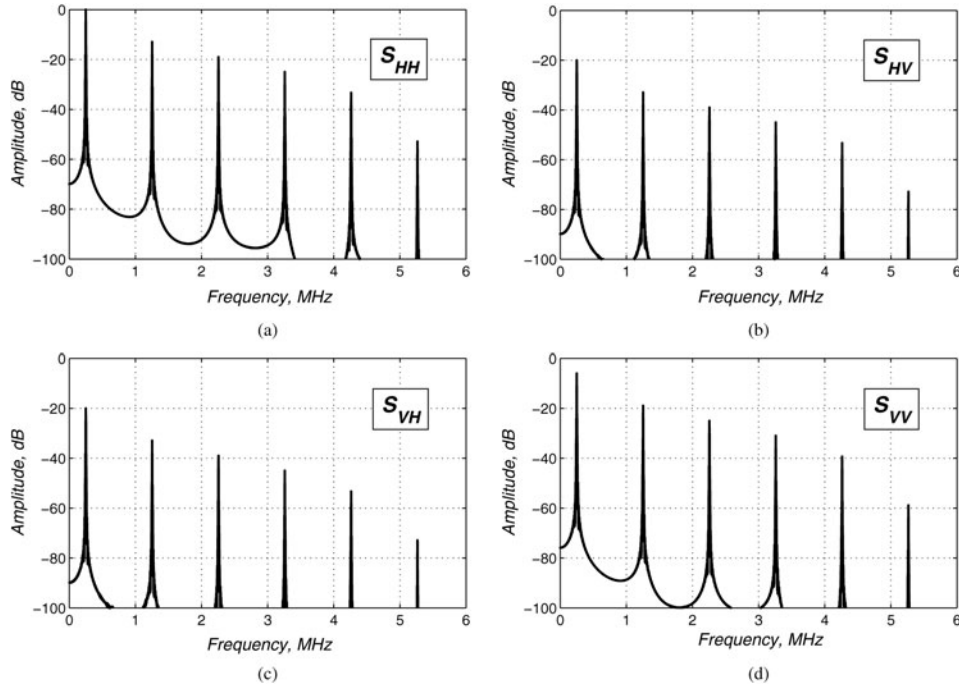 0
−20
−40
−60
−80
−100
Amplitude, dB
S_HH
0 1 2 3 4 5 6
Frequency, MHz
(a)
0
−20
−40
−60
−80
−100
Amplitude, dB
S_HV
0 1 2 3 4 5 6
Frequency, MHz
(b)
0
−20
−40
−60
−80
−100
Amplitude, dB
S_VH
0 1 2 3 4 5 6
Frequency, MHz
(c)
0
−20
−40
−60
−80
−100
Amplitude, dB
S_VV
0 1 2 3 4 5 6
Frequency, MHz
(d)